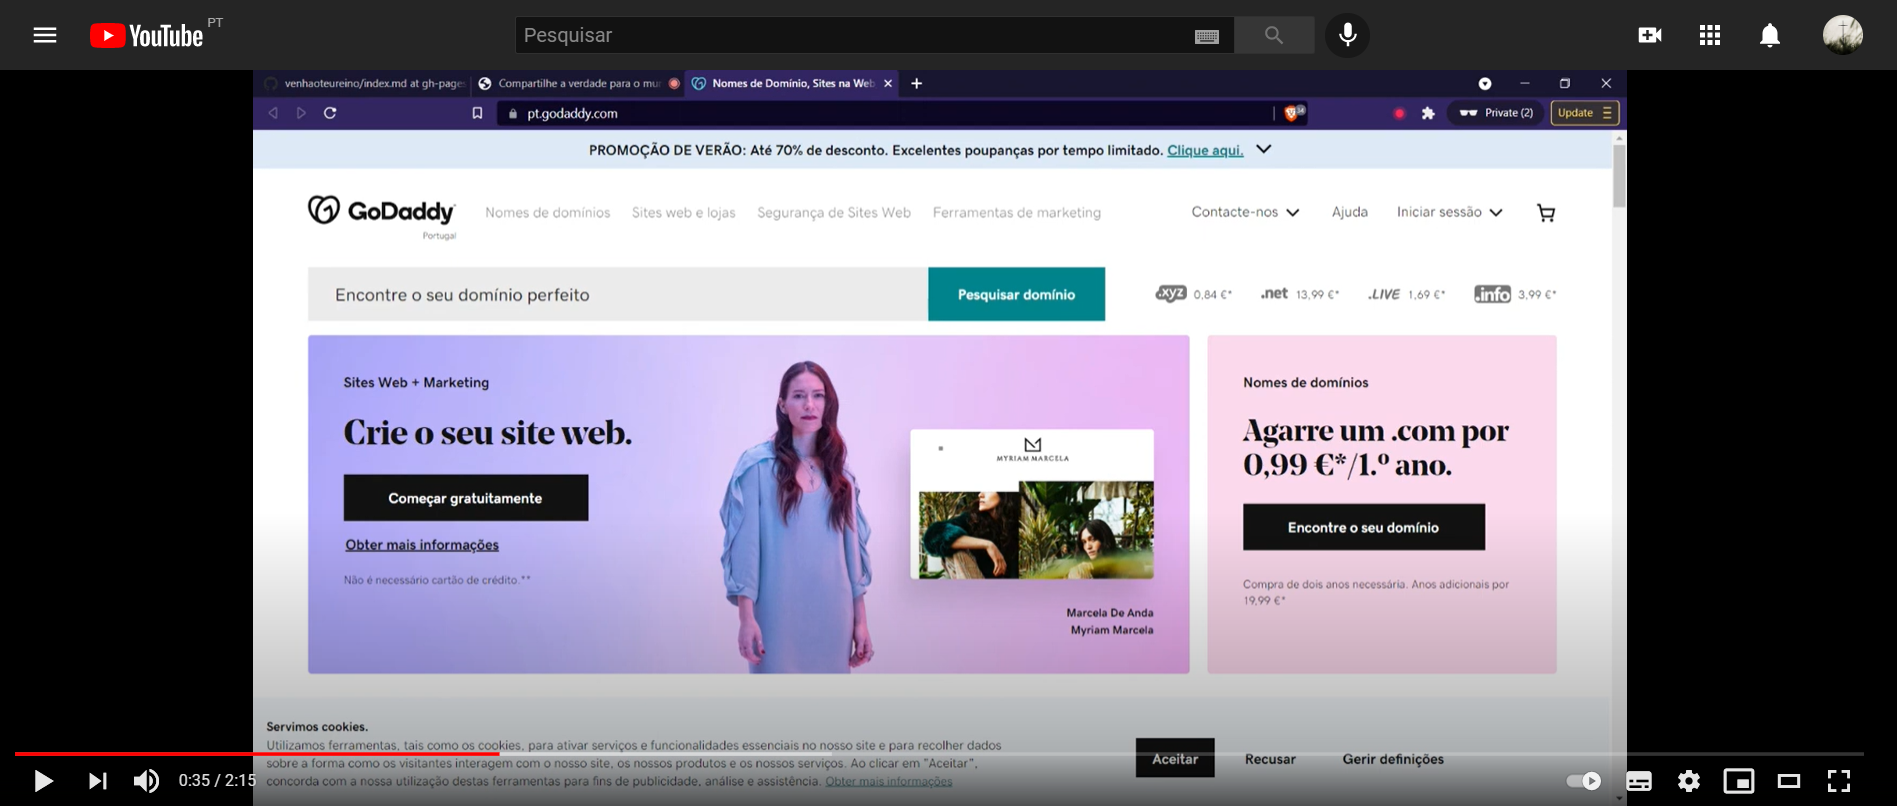 YouTube PT
Pesquisar
venhaoteureino/index.md at gh-pages
Compartilhe a verdade para o mu
Nomes de Domínio, Sites na Web
pt.godaddy.com
Private (2)
Update
PROMOÇÃO DE VERÃO: Até 70% de desconto. Excelentes poupanças por tempo limitado. Clique aqui.
GoDaddy
Portugal
Nomes de domínios
Sites web e lojas
Segurança de Sites Web
Ferramentas de marketing
Contacte-nos
Ajuda
Iniciar sessão
Encontre o seu domínio perfeito
Pesquisar domínio
.xyz 0,84 €*
.net 13,99 €*
.LIVE 1,69 €*
.info 3,99 €*
Sites Web + Marketing
Crie o seu site web.
Começar gratuitamente
Obter mais informações
Não é necessário cartão de crédito.**
MYRIAM MARCELA
Marcela De Anda
Myriam Marcela
Nomes de domínios
Agarre um .com por
0,99 €*/1.º ano.
Encontre o seu domínio
Compra de dois anos necessária. Anos adicionais por
19,99 €*
Servimos cookies.
Utilizamos ferramentas, tais como os cookies, para ativar serviços e funcionalidades essenciais no nosso site e para recolher dados
sobre a forma como os visitantes interagem com o nosso site, os nossos produtos e os nossos serviços. Ao clicar em "Aceitar",
concorda com a nossa utilização destas ferramentas para fins de publicidade, análise e assistência. Obter mais informações
Aceitar
Recusar
Gerir definições
0:35 / 2:15